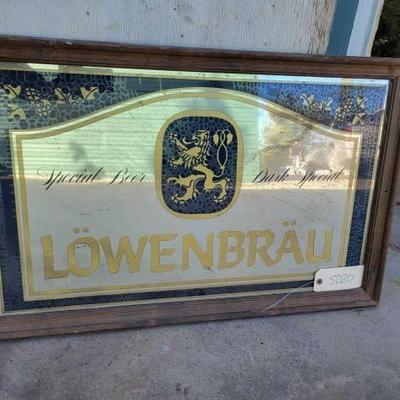 Special Beer Dark Special
LÖWENBRÄU
5020